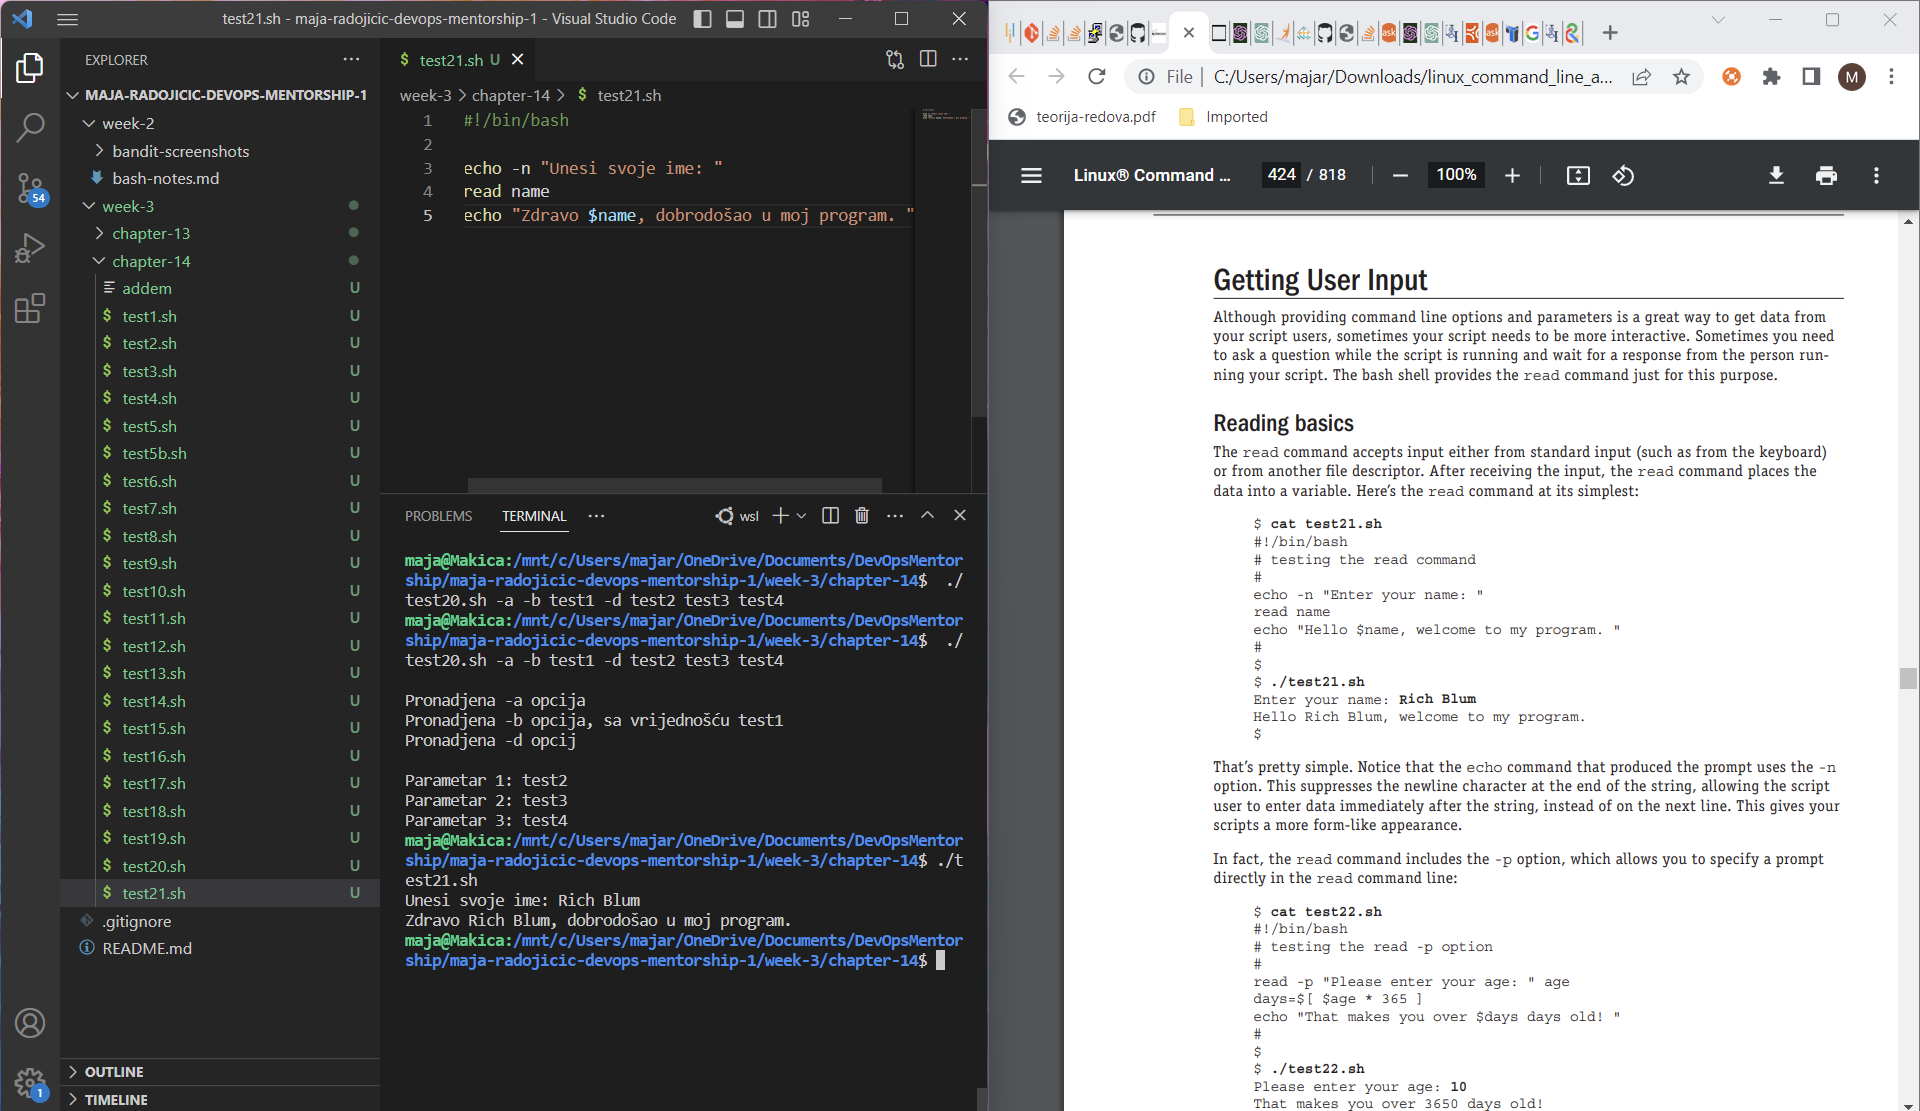 test21.sh - maja-radojicic-devops-mentorship-1 - Visual Studio Code
EXPLORER
MAJA-RADOJICIC-DEVOPS-MENTORSHIP-1
week-2
bandit-screenshots
bash-notes.md
week-3
chapter-13
chapter-14
addem U
test1.sh U
test2.sh U
test3.sh U
test4.sh U
test5.sh U
test5b.sh U
test6.sh U
test7.sh U
test8.sh U
test9.sh U
test10.sh U
test11.sh U
test12.sh U
test13.sh U
test14.sh U
test15.sh U
test16.sh U
test17.sh U
test18.sh U
test19.sh U
test20.sh U
test21.sh U
.gitignore
README.md
OUTLINE
TIMELINE
54
1
$ test21.sh U
week-3 > chapter-14 > $ test21.sh
1 #!/bin/bash
2
3 echo -n "Unesi svoje ime: "
4 read name
5 echo "Zdravo $name, dobrodošao u moj program. "
PROBLEMS TERMINAL wsl
maja@Makica:/mnt/c/Users/majar/OneDrive/Documents/DevOpsMentor
ship/maja-radojicic-devops-mentorship-1/week-3/chapter-14$ ./
test20.sh -a -b test1 -d test2 test3 test4
maja@Makica:/mnt/c/Users/majar/OneDrive/Documents/DevOpsMentor
ship/maja-radojicic-devops-mentorship-1/week-3/chapter-14$ ./
test20.sh -a -b test1 -d test2 test3 test4
Pronadjena -a opcija
Pronadjena -b opcija, sa vrijednošću test1
Pronadjena -d opcij
Parametar 1: test2
Parametar 2: test3
Parametar 3: test4
maja@Makica:/mnt/c/Users/majar/OneDrive/Documents/DevOpsMentor
ship/maja-radojicic-devops-mentorship-1/week-3/chapter-14$ ./t
est21.sh
Unesi svoje ime: Rich Blum
Zdravo Rich Blum, dobrodošao u moj program.
maja@Makica:/mnt/c/Users/majar/OneDrive/Documents/DevOpsMentor
ship/maja-radojicic-devops-mentorship-1/week-3/chapter-14$
File | C:/Users/majar/Downloads/linux_command_line_a... M
teorija-redova.pdf Imported
Linux® Command ... 424 / 818 100%
Getting User Input
Although providing command line options and parameters is a great way to get data from
your script users, sometimes your script needs to be more interactive. Sometimes you need
to ask a question while the script is running and wait for a response from the person run-
ning your script. The bash shell provides the read command just for this purpose.
Reading basics
The read command accepts input either from standard input (such as from the keyboard)
or from another file descriptor. After receiving the input, the read command places the
data into a variable. Here's the read command at its simplest:
$ cat test21.sh
#!/bin/bash
# testing the read command
#
echo -n "Enter your name: "
read name
echo "Hello $name, welcome to my program. "
#
$
$ ./test21.sh
Enter your name: Rich Blum
Hello Rich Blum, welcome to my program.
$
That's pretty simple. Notice that the echo command that produced the prompt uses the -n
option. This suppresses the newline character at the end of the string, allowing the script
user to enter data immediately after the string, instead of on the next line. This gives your
scripts a more form-like appearance.
In fact, the read command includes the -p option, which allows you to specify a prompt
directly in the read command line:
$ cat test22.sh
#!/bin/bash
# testing the read -p option
#
read -p "Please enter your age: " age
days=$[ $age * 365 ]
echo "That makes you over $days days old! "
#
$
$ ./test22.sh
Please enter your age: 10
That makes you over 3650 days old!